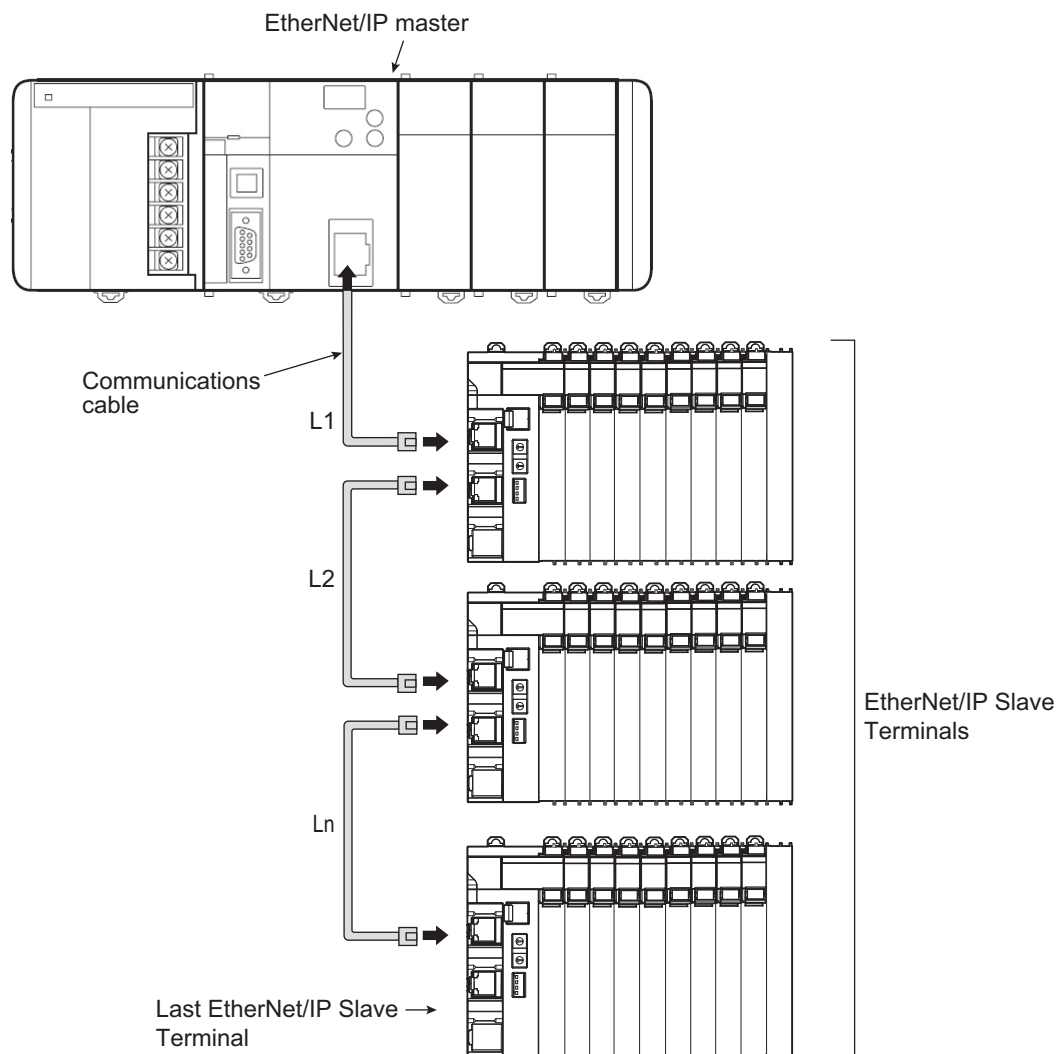 EtherNet/IP master
Communications
cable
L1
L2
EtherNet/IP Slave
Terminals
Ln
Last EtherNet/IP Slave
Terminal